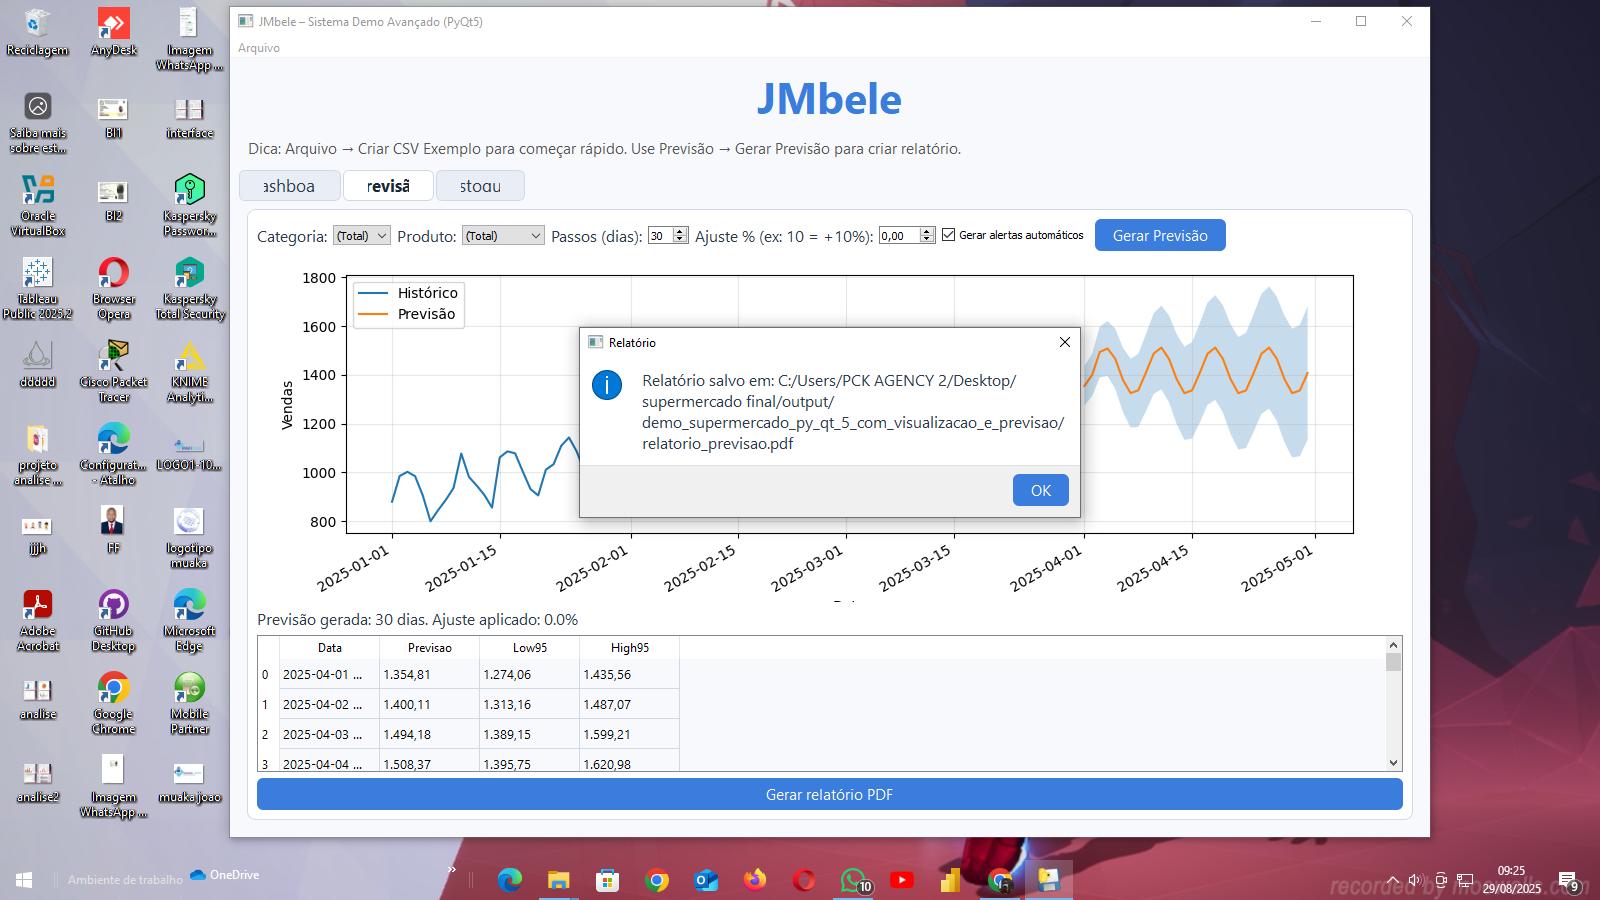 Reciclagem
AnyDesk
Imagem
WhatsApp ...
Saiba mais
sobre est...
BI1
interface
Oracle
VirtualBox
BI2
Kaspersky
Passwor...
Tableau
Public 2025.2
Browser
Opera
Kaspersky
Total Security
ddddd
Cisco Packet
Tracer
KNIME
Analyti...
projeto
analise ...
Configurat...
- Atalho
LOGO1-10...
jjjh
FF
logotipo
muaka
Adobe
Acrobat
GitHub
Desktop
Microsoft
Edge
analise
Google
Chrome
Mobile
Partner
analise2
Imagem
WhatsApp ...
muaka joao
JMbele – Sistema Demo Avançado (PyQt5)
Arquivo
JMbele
Dica: Arquivo → Criar CSV Exemplo para começar rápido. Use Previsão → Gerar Previsão para criar relatório.
ashboa
revisã
stoqu
Categoria: (Total) Produto: (Total) Passos (dias): 30 Ajuste % (ex: 10 = +10%): 0,00 Gerar alertas automáticos Gerar Previsão
Histórico
Previsão
Vendas
1800
1600
1400
1200
1000
800
2025-01-01 2025-01-15 2025-02-01 2025-02-15 2025-03-01 2025-03-15 2025-04-01 2025-04-15 2025-05-01
Relatório
Relatório salvo em: C:/Users/PCK AGENCY 2/Desktop/
supermercado final/output/
demo_supermercado_py_qt_5_com_visualizacao_e_previsao/
relatorio_previsao.pdf
OK
Previsão gerada: 30 dias. Ajuste aplicado: 0.0%
Data Previsao Low95 High95
0 2025-04-01 ... 1.354,81 1.274,06 1.435,56
1 2025-04-02 ... 1.400,11 1.313,16 1.487,07
2 2025-04-03 ... 1.494,18 1.389,15 1.599,21
3 2025-04-04 ... 1.508,37 1.395,75 1.620,98
Gerar relatório PDF
Ambiente de trabalho
OneDrive
10
09:25
29/08/2025
9